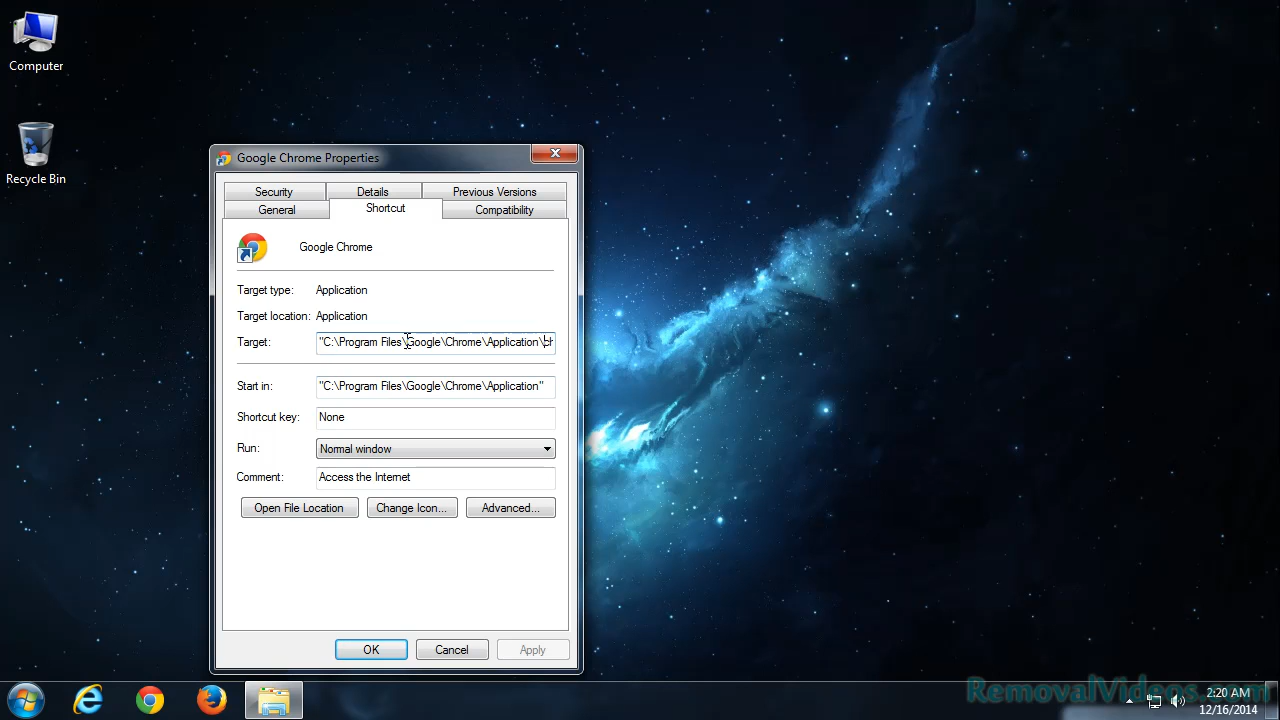 Computer
Recycle Bin
Google Chrome Properties
Security Details Previous Versions
General Shortcut Compatibility
Google Chrome
Target type: Application
Target location: Application
Target: "C:\Program Files\Google\Chrome\Application\ch
Start in: "C:\Program Files\Google\Chrome\Application"
Shortcut key: None
Run: Normal window
Comment: Access the Internet
Open File Location Change Icon... Advanced...
OK Cancel Apply
RemovalVideos.com
2:20 AM
12/16/2014